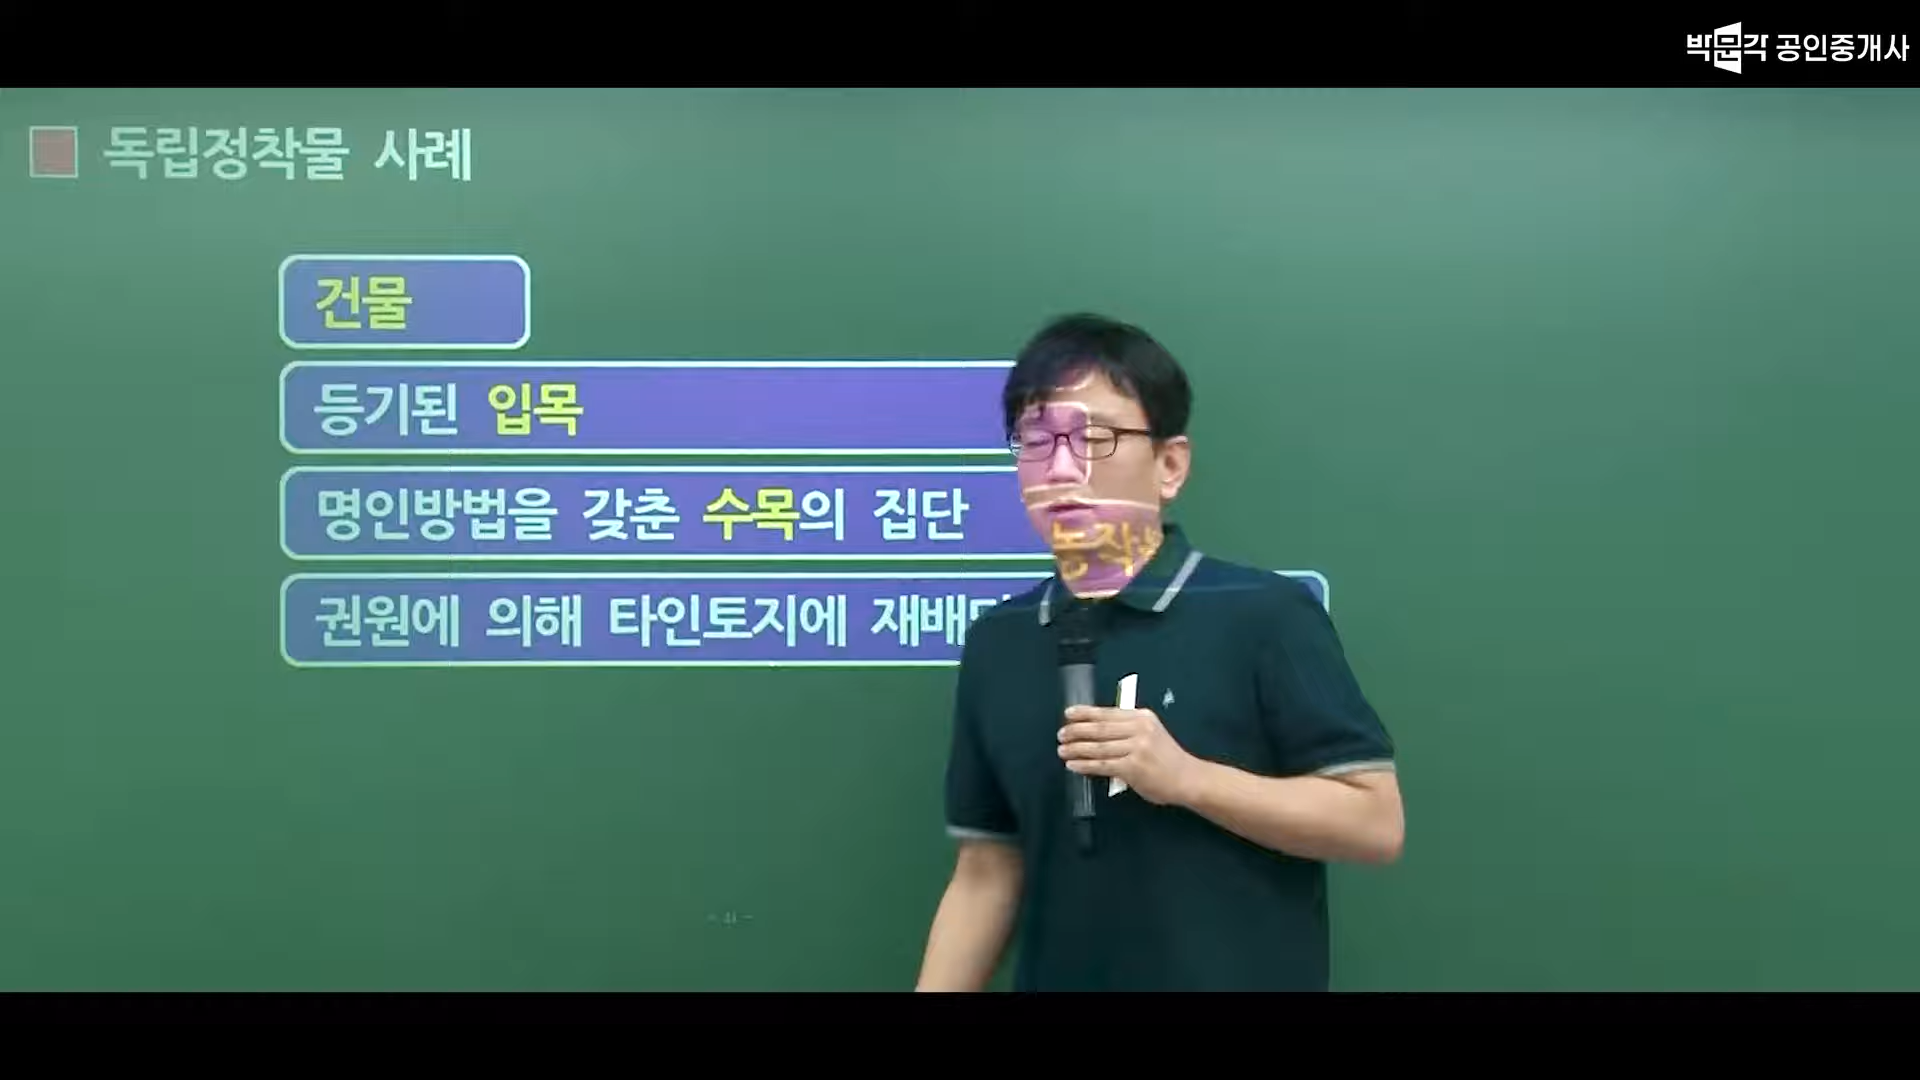 박문각 공인중개사
독립정착물 사례
건물
등기된 입목
명인방법을 갖춘 수목의 집단
권원에 의해 타인토지에 농작